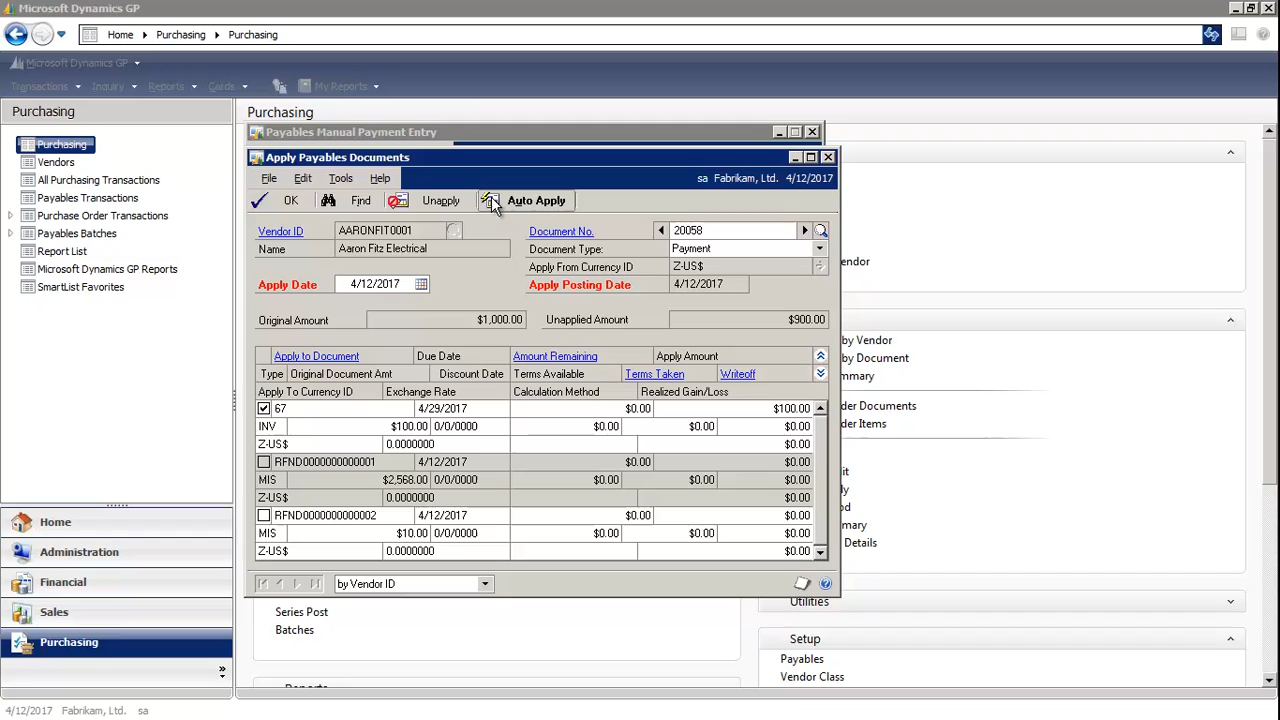 Microsoft Dynamics GP
Home Purchasing Purchasing
Microsoft Dynamics GP
Transactions Inquiry Reports Cards My Reports
Purchasing
Purchasing
Vendors
All Purchasing Transactions
Payables Transactions
Purchase Order Transactions
Payables Batches
Report List
Microsoft Dynamics GP Reports
SmartList Favorites
Home
Administration
Financial
Sales
Purchasing
»
Purchasing
Payables Manual Payment Entry
Apply Payables Documents
File Edit Tools Help
sa Fabrikam, Ltd. 4/12/2017
OK Find Unapply Auto Apply
Vendor ID AARONFIT0001 Document No. 20058
Name Aaron Fitz Electrical Document Type: Payment
Apply From Currency ID Z-US$
Apply Date 4/12/2017 Apply Posting Date 4/12/2017
Original Amount $1,000.00 Unapplied Amount $900.00
Apply to Document Due Date Amount Remaining Apply Amount
Type Original Document Amt Discount Date Terms Available Terms Taken Writeoff
Apply To Currency ID Exchange Rate Calculation Method Realized Gain/Loss
67 4/29/2017 $0.00 $100.00
INV $100.00 0/0/0000 $0.00 $0.00 $0.00
Z-US$ 0.0000000 $0.00
RFND0000000000001 4/12/2017 $0.00 $0.00
MIS $2,568.00 0/0/0000 $0.00 $0.00 $0.00
Z-US$ 0.0000000 $0.00
RFND0000000000002 4/12/2017 $0.00 $0.00
MIS $10.00 0/0/0000 $0.00 $0.00 $0.00
Z-US$ 0.0000000 $0.00
by Vendor ID
Series Post
Batches
by Vendor
by Document
Items
Details
Utilities
Setup
Payables
Vendor Class
4/12/2017 Fabrikam, Ltd. sa